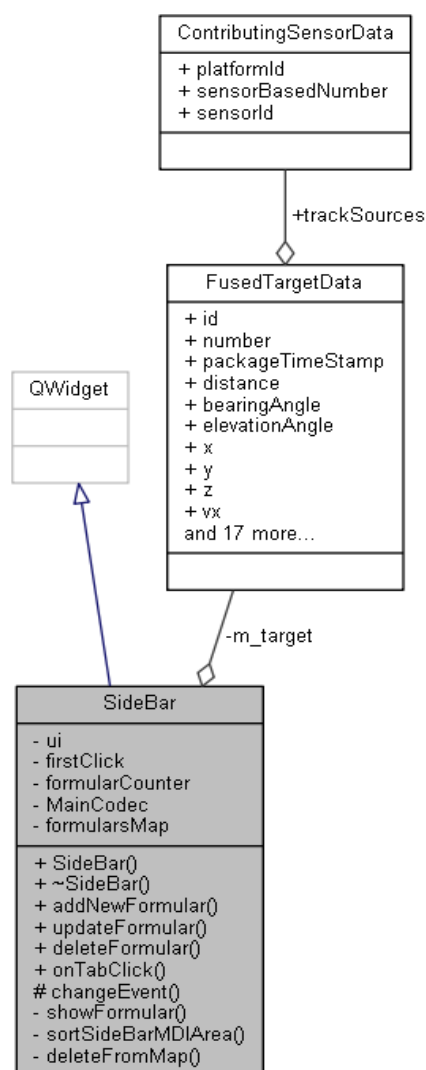 ContributingSensorData
+ platformId
+ sensorBasedNumber
+ sensorId
+trackSources
FusedTargetData
+ id
+ number
+ packageTimeStamp
+ distance
+ bearingAngle
+ elevationAngle
+ x
+ y
+ z
+ vx
and 17 more...
QWidget
-m_target
SideBar
- ui
- firstClick
- formularCounter
- MainCodec
- formularsMap
+ SideBar()
+ ~SideBar()
+ addNewFormular()
+ updateFormular()
+ deleteFormular()
+ onTabClick()
# changeEvent()
- showFormular()
- sortSideBarMDIArea()
- deleteFromMap()